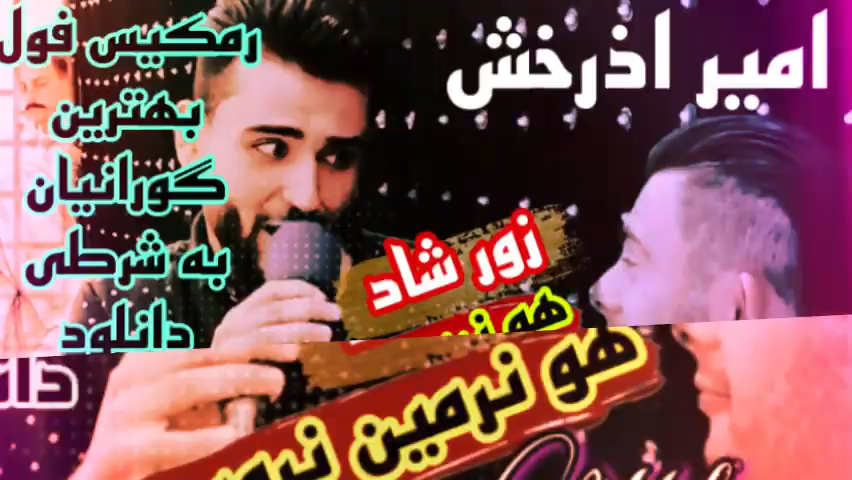 امیر اذرخش
رمکیس فول
بهترین
گورانیان
به شرطی
دانلود
زور شاد
هو نرمین